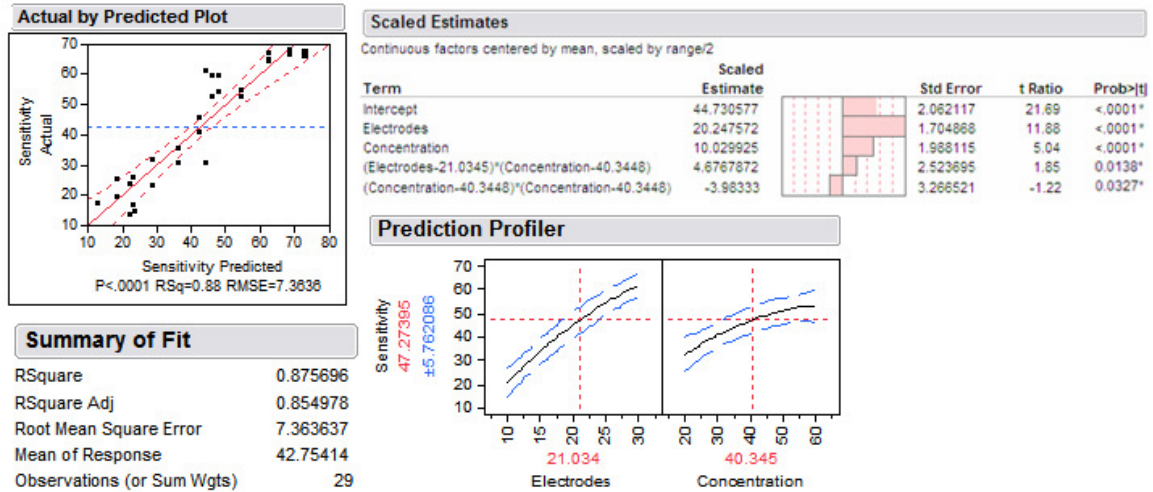 Actual by Predicted Plot
70
60
50
40
30
20
10
Sensitivity
Actual
10 20 30 40 50 60 70 80
Sensitivity Predicted
P<.0001 RSq=0.88 RMSE=7.3636
Scaled Estimates
Continuous factors centered by mean, scaled by range/2
Term Scaled Estimate Std Error t Ratio Prob>|t|
Intercept 44.730577 2.062117 21.69 <.0001*
Electrodes 20.247572 1.704868 11.88 <.0001*
Concentration 10.029925 1.988115 5.04 <.0001*
(Electrodes-21.0345)*(Concentration-40.3448) 4.6767872 2.523695 1.85 0.0138*
(Concentration-40.3448)*(Concentration-40.3448) -3.98333 3.266521 -1.22 0.0327*
Summary of Fit
RSquare 0.875696
RSquare Adj 0.854978
Root Mean Square Error 7.363637
Mean of Response 42.75414
Observations (or Sum Wgts) 29
Prediction Profiler
Sensitivity
47.27395
±5.762086
70
60
50
40
30
20
10
10 15 20 25 30 20 30 40 50 60
21.034 40.345
Electrodes Concentration